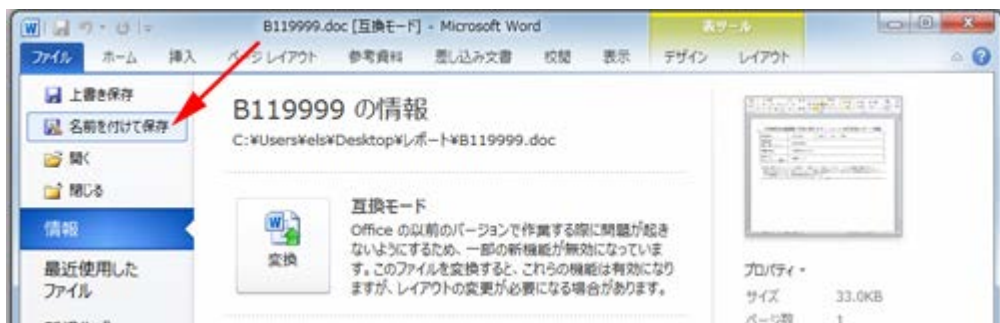 B119999.doc [互換モード] - Microsoft Word
表ツール
ファイル ホーム 挿入 ページ レイアウト 参考資料 差し込み文書 校閲 表示 デザイン レイアウト
上書き保存
名前を付けて保存
開く
閉じる
情報
最近使用した
ファイル
B119999 の情報
C:¥Users¥els¥Desktop¥レポート¥B119999.doc
変換
互換モード
Office の以前のバージョンで作業する際に問題が起き
ないようにするため、一部の新機能が無効になっていま
す。このファイルを変換すると、これらの機能は有効になり
ますが、レイアウトの変更が必要になる場合があります。
プロパティ
サイズ 33.0KB
ページ数 1